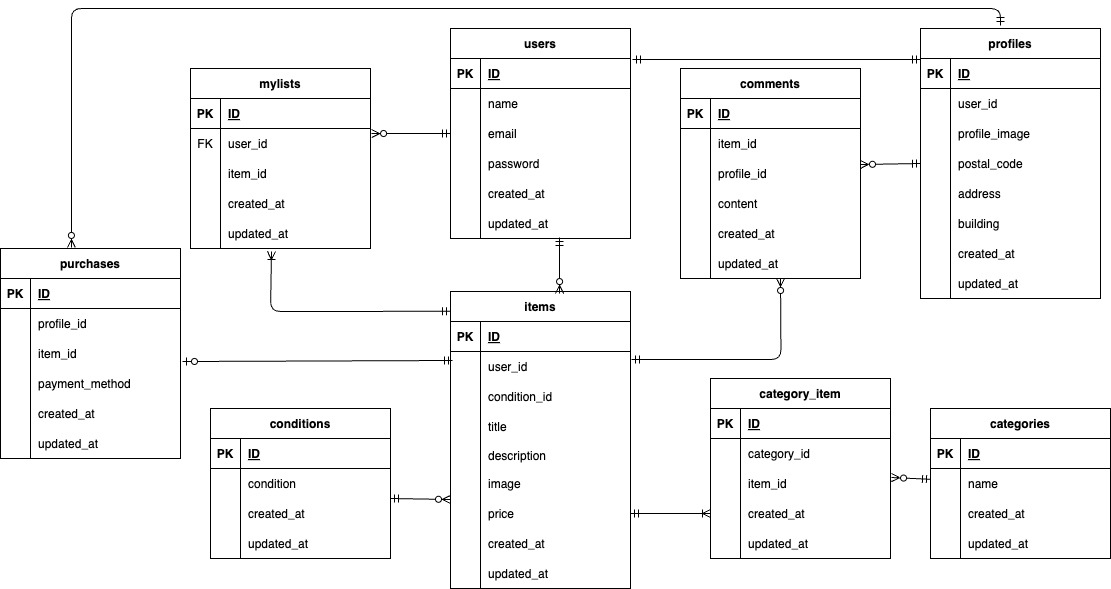 users
PK ID
name
email
password
created_at
updated_at
profiles
PK ID
user_id
profile_image
postal_code
address
building
created_at
updated_at
mylists
PK ID
FK user_id
item_id
created_at
updated_at
comments
PK ID
item_id
profile_id
content
created_at
updated_at
purchases
PK ID
profile_id
item_id
payment_method
created_at
updated_at
items
PK ID
user_id
condition_id
title
description
image
price
created_at
updated_at
conditions
PK ID
condition
created_at
updated_at
category_item
PK ID
category_id
item_id
created_at
updated_at
categories
PK ID
name
created_at
updated_at